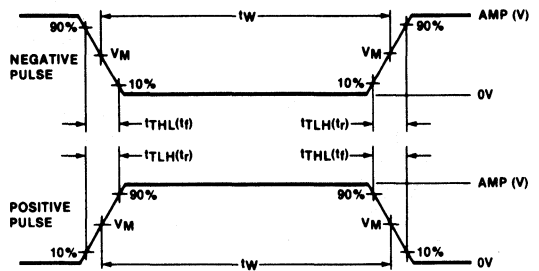 tW
AMP (V)
90%
90%
NEGATIVE
PULSE
VM
VM
10%
10%
0V
tTHL(tf)
tTLH(tr)
tTLH(tr)
tTHL(tf)
AMP (V)
POSITIVE
PULSE
90%
90%
VM
VM
10%
10%
tW
0V